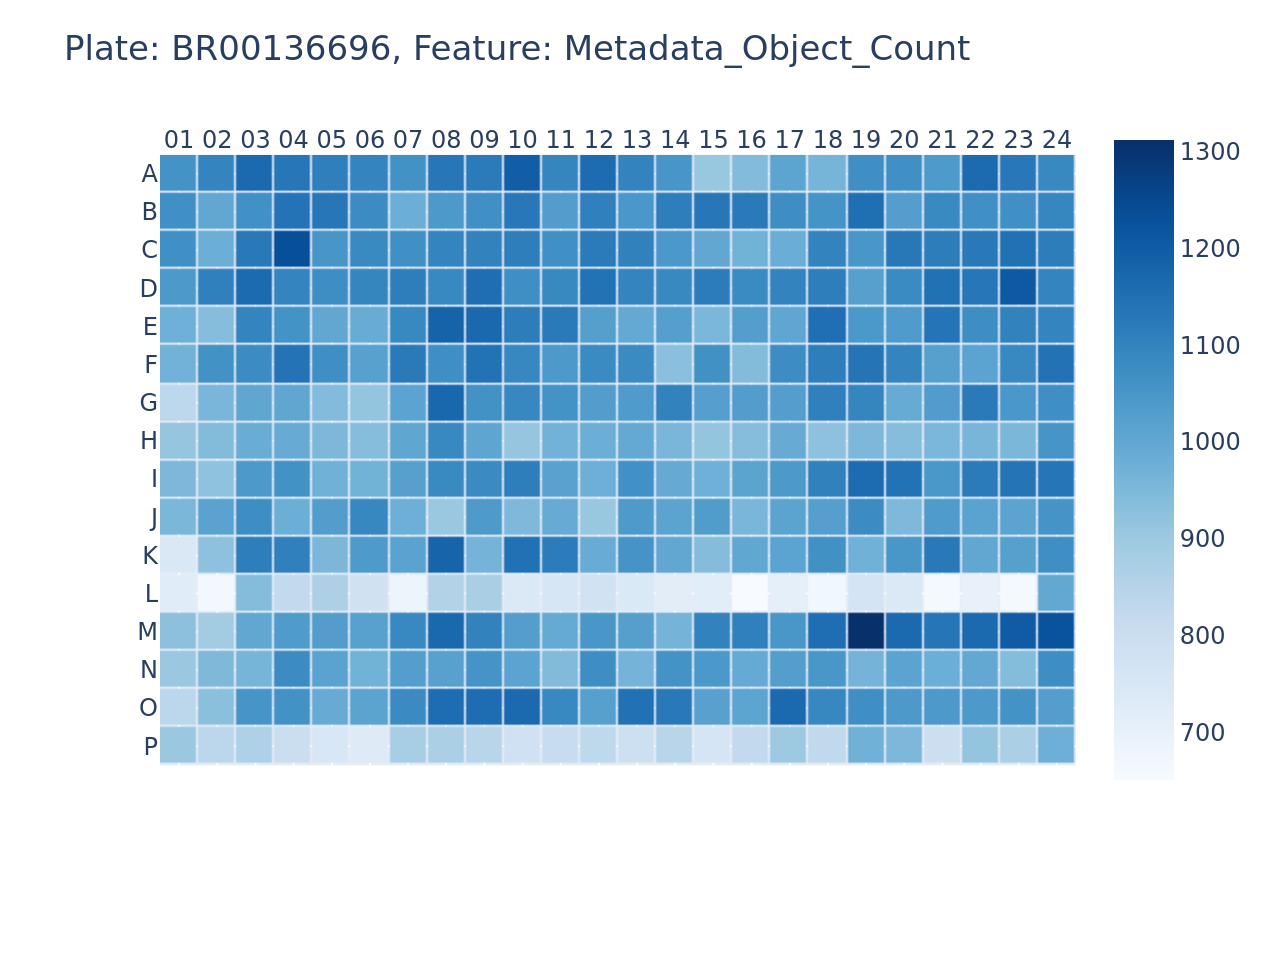 Plate: BR00136696, Feature: Metadata_Object_Count
01 02 03 04 05 06 07 08 09 10 11 12 13 14 15 16 17 18 19 20 21 22 23 24
A
B
C
D
E
F
G
H
I
J
K
L
M
N
O
P
1300
1200
1100
1000
900
800
700